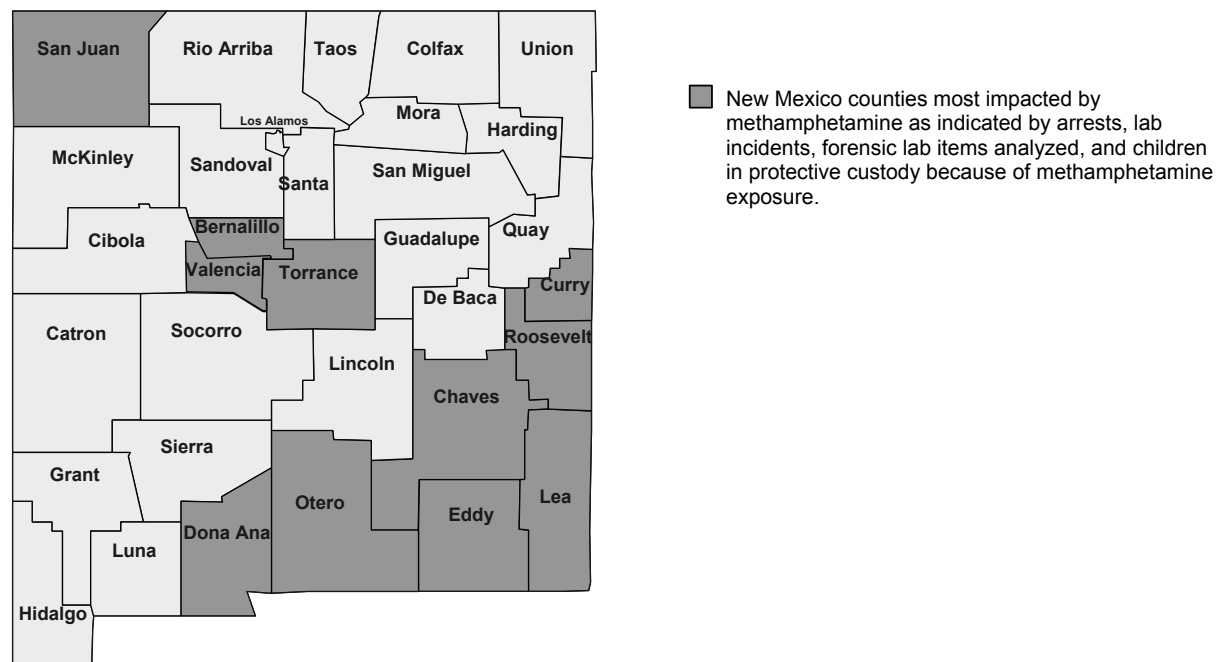 San Juan
Rio Arriba
Taos
Colfax
Union
Los Alamos
Mora
Harding
McKinley
Sandoval
Santa
San Miguel
Bernalillo
Cibola
Guadalupe
Quay
Valencia
Torrance
Curry
De Baca
Catron
Socorro
Roosevelt
Lincoln
Chaves
Sierra
Grant
Otero
Lea
Eddy
Dona Ana
Luna
Hidalgo
New Mexico counties most impacted by
methamphetamine as indicated by arrests, lab
incidents, forensic lab items analyzed, and children
in protective custody because of methamphetamine
exposure.